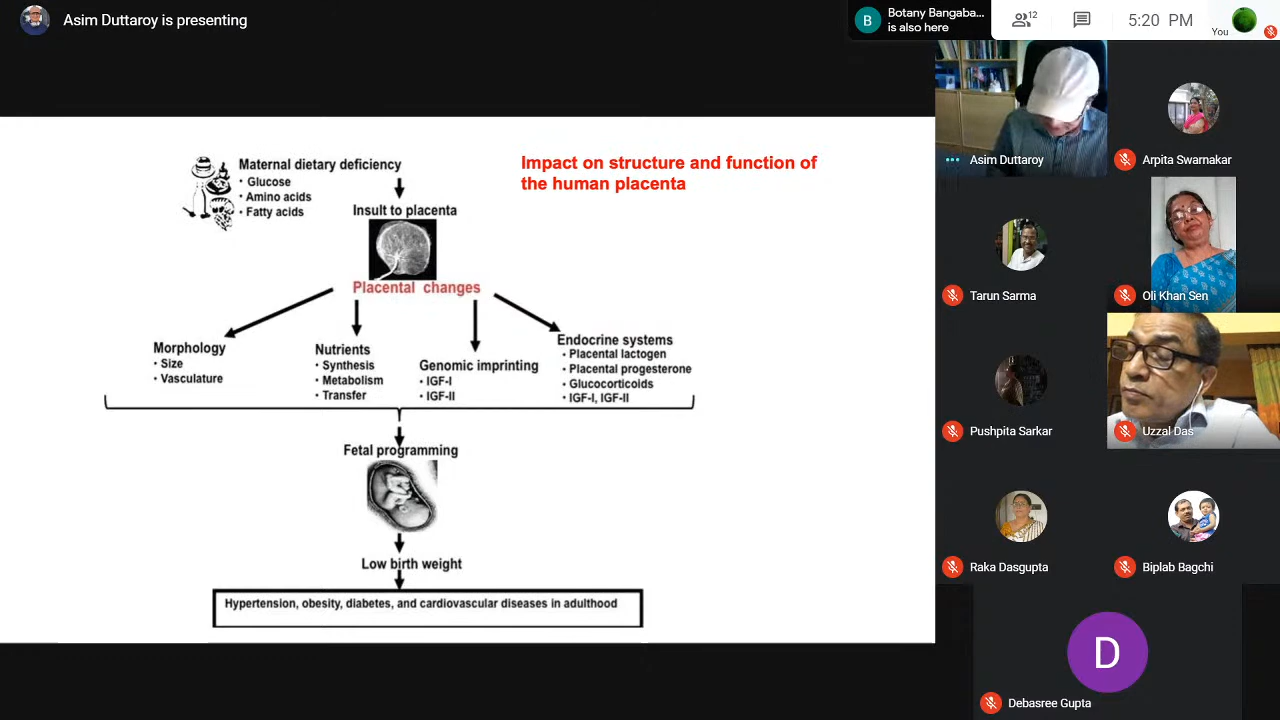 Asim Duttaroy is presenting
B
Botany Bangaba...
is also here
12
5:20 PM
You
Impact on structure and function of
the human placenta
Maternal dietary deficiency
• Glucose
• Amino acids
• Fatty acids
Insult to placenta
Placental changes
Morphology
• Size
• Vasculature
Nutrients
• Synthesis
• Metabolism
• Transfer
Genomic imprinting
• IGF-I
• IGF-II
Endocrine systems
• Placental lactogen
• Placental progesterone
• Glucocorticoids
• IGF-I, IGF-II
Fetal programming
Low birth weight
Hypertension, obesity, diabetes, and cardiovascular diseases in adulthood
Asim Duttaroy
Arpita Swarnakar
Tarun Sarma
Oli Khan Sen
Pushpita Sarkar
Uzzal Das
Raka Dasgupta
Biplab Bagchi
D
Debasree Gupta